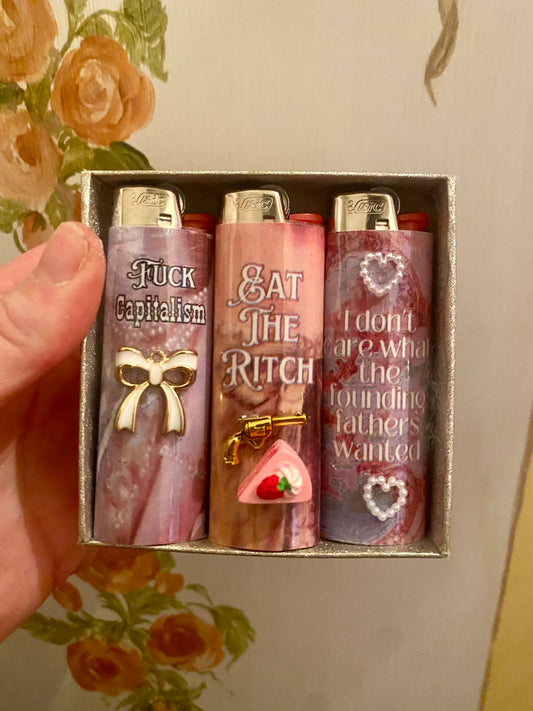 FUCK
Capitalism
EAT
THE
RITCH
I don't
care what
the
founding
fathers
wanted